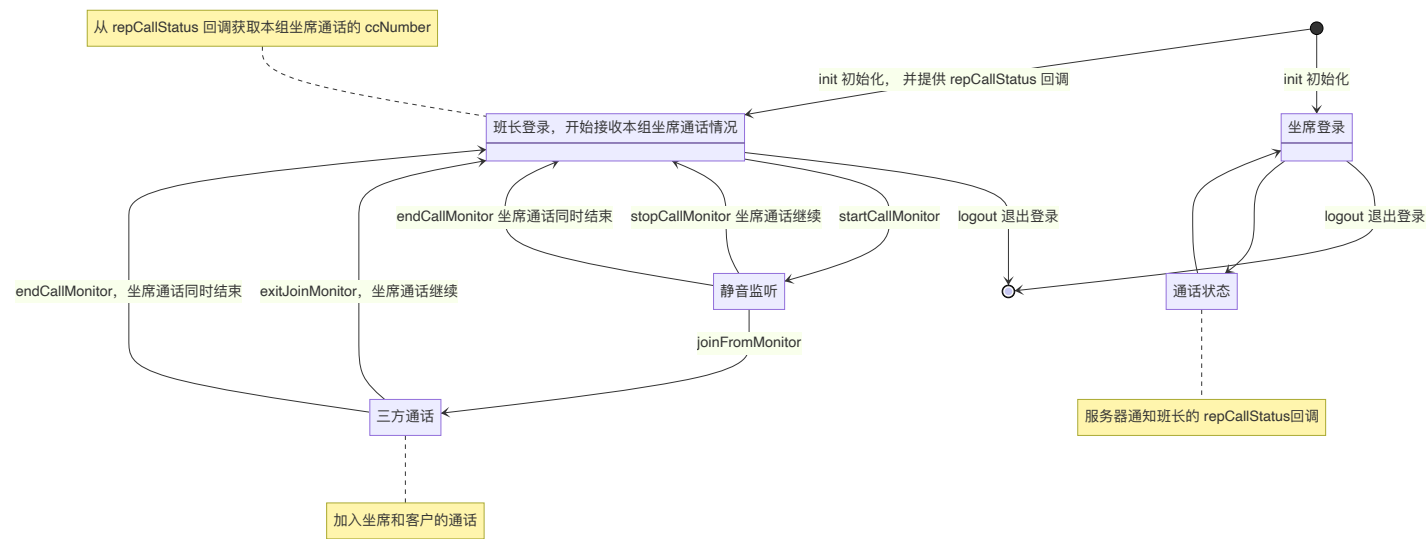 从 repCallStatus 回调获取本组坐席通话的 ccNumber
init 初始化， 并提供 repCallStatus 回调
init 初始化
班长登录，开始接收本组坐席通话情况
坐席登录
endCallMonitor 坐席通话同时结束
stopCallMonitor 坐席通话继续
startCallMonitor
logout 退出登录
logout 退出登录
endCallMonitor，坐席通话同时结束
exitJoinMonitor，坐席通话继续
静音监听
通话状态
joinFromMonitor
三方通话
服务器通知班长的 repCallStatus回调
加入坐席和客户的通话